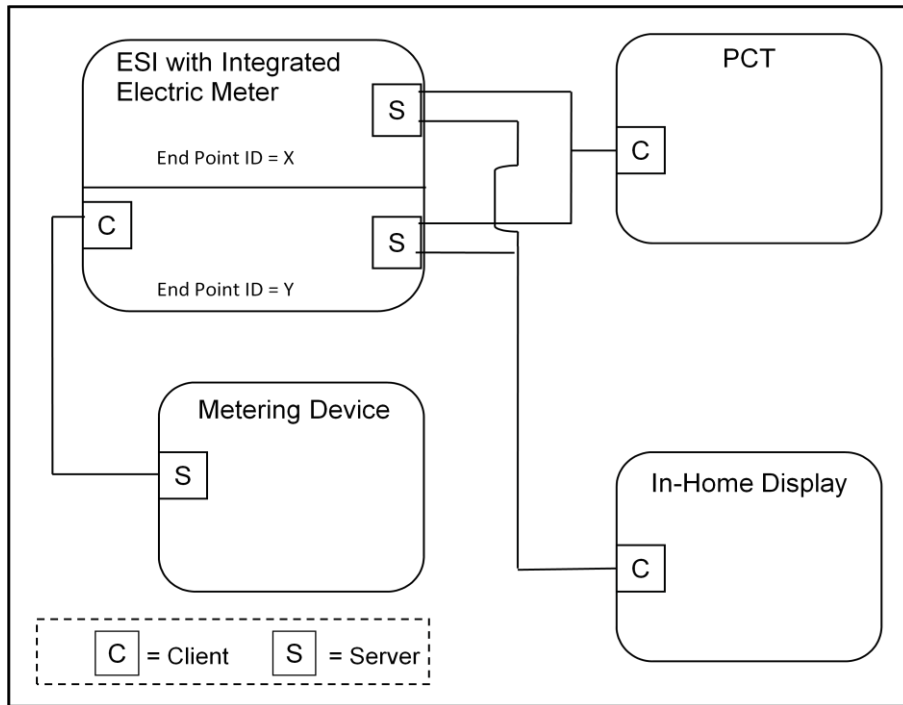 ESI with Integrated
Electric Meter
S
End Point ID = X
C
S
End Point ID = Y
PCT
C
Metering Device
S
In-Home Display
C
C = Client
S = Server